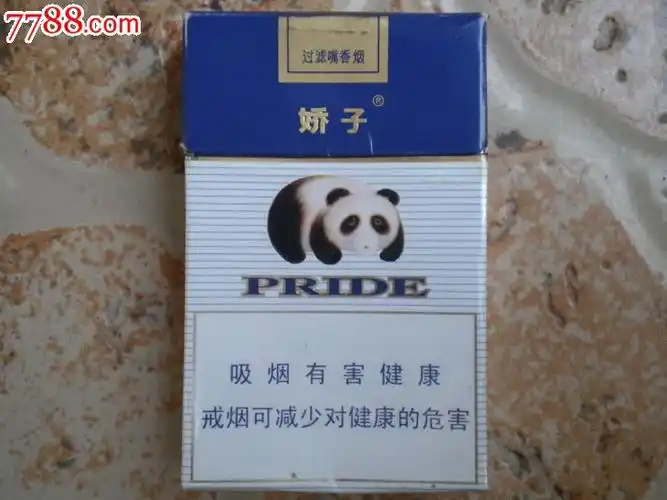 7788.com
过滤嘴香烟
娇子®
PRIDE
吸烟有害健康
戒烟可减少对健康的危害